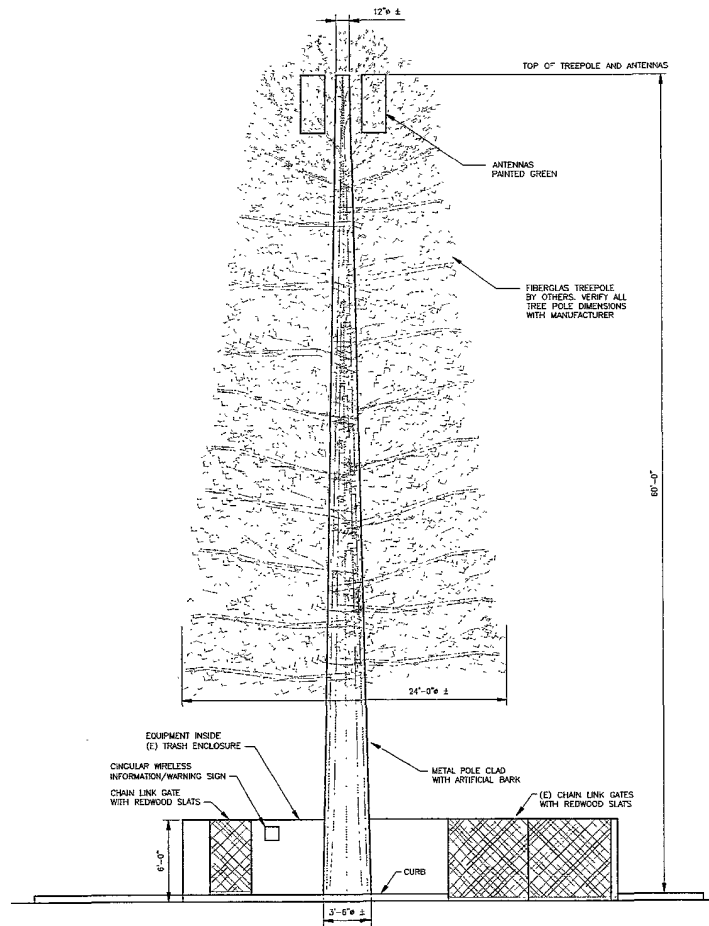 12"ø ±
TOP OF TREEPOLE AND ANTENNAS
ANTENNAS
PAINTED GREEN
FIBERGLAS TREEPOLE
BY OTHERS. VERIFY ALL
TREE POLE DIMENSIONS
WITH MANUFACTURER
60'-0"
24'-0"ø ±
EQUIPMENT INSIDE
(E) TRASH ENCLOSURE
CINGULAR WIRELESS
INFORMATION/WARNING SIGN
CHAIN LINK GATE
WITH REDWOOD SLATS
METAL POLE CLAD
WITH ARTIFICIAL BARK
(E) CHAIN LINK GATES
WITH REDWOOD SLATS
6'-0"
CURB
3'-6"ø ±